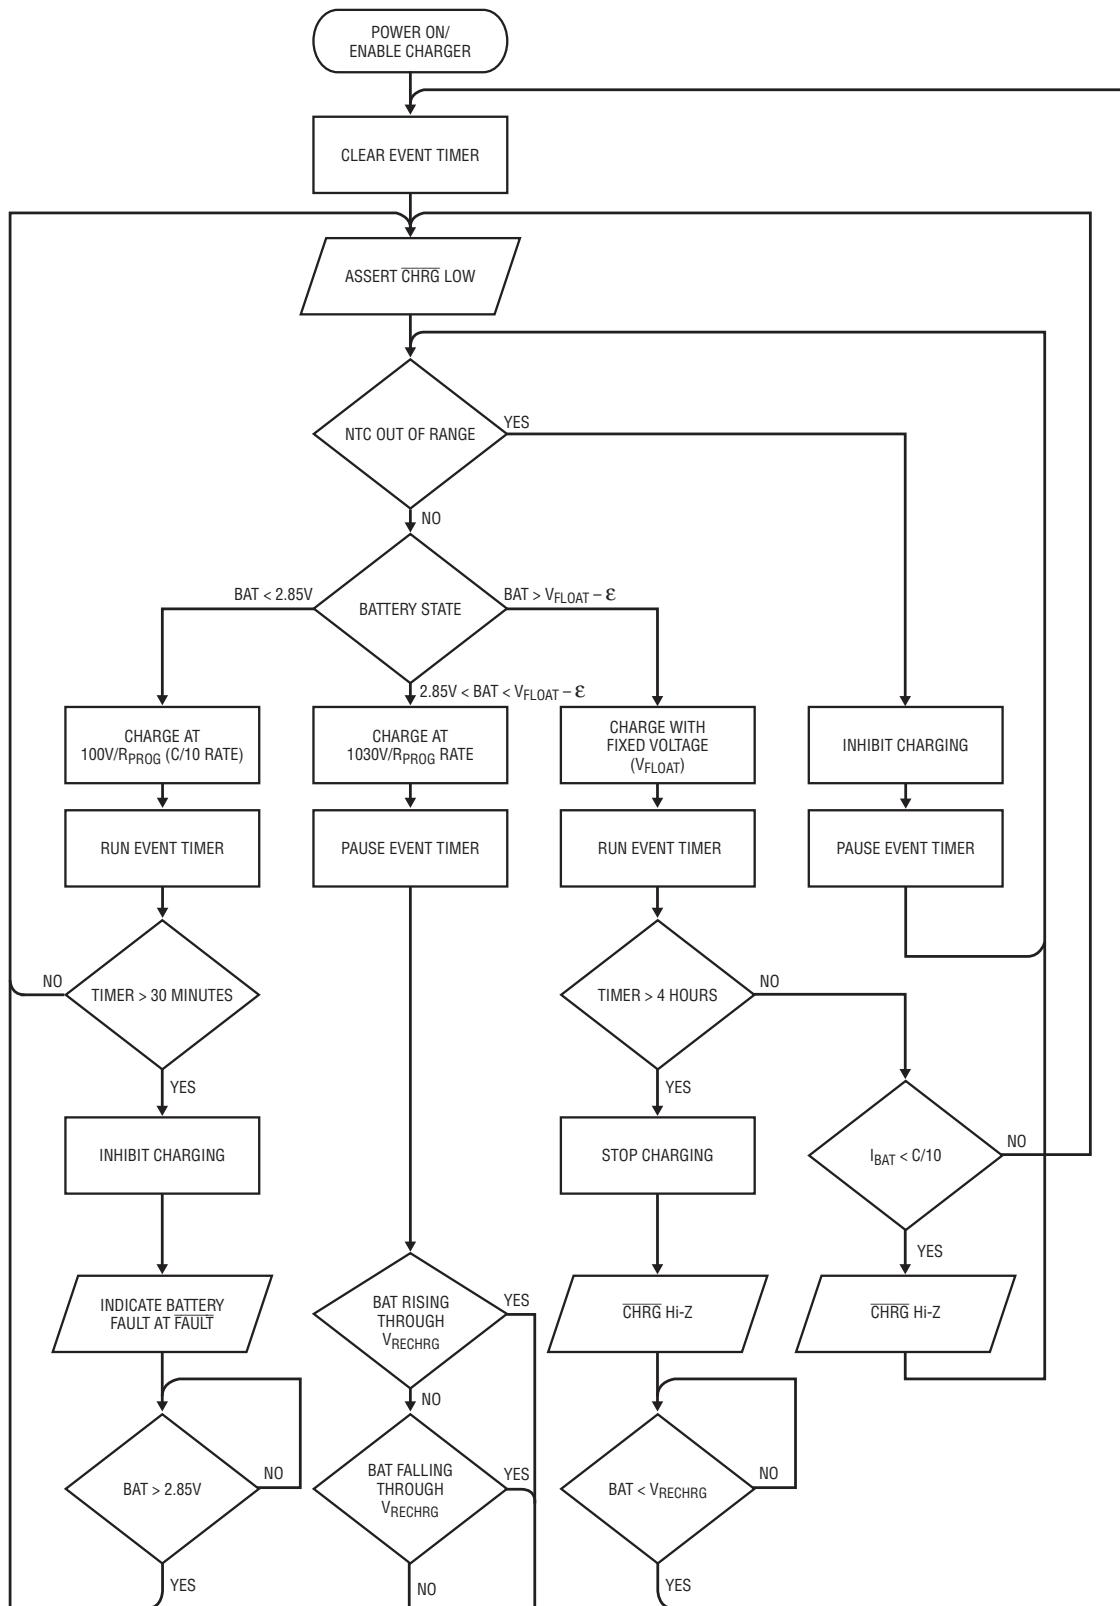 POWER ON/
ENABLE CHARGER
CLEAR EVENT TIMER
ASSERT C̅H̅R̅G̅ LOW
NTC OUT OF RANGE
YES
NO
BAT < 2.85V
BATTERY STATE
BAT > VFLOAT – ε
2.85V < BAT < VFLOAT – ε
CHARGE AT
100V/RPROG (C/10 RATE)
CHARGE AT
1030V/RPROG RATE
CHARGE WITH
FIXED VOLTAGE
(VFLOAT)
INHIBIT CHARGING
RUN EVENT TIMER
PAUSE EVENT TIMER
RUN EVENT TIMER
PAUSE EVENT TIMER
NO
TIMER > 30 MINUTES
TIMER > 4 HOURS
NO
YES
YES
INHIBIT CHARGING
STOP CHARGING
IBAT < C/10
NO
YES
INDICATE BATTERY
FAULT AT F̅A̅U̅L̅T̅
BAT RISING
THROUGH
VRECHRG
YES
C̅H̅R̅G̅ Hi-Z
C̅H̅R̅G̅ Hi-Z
NO
BAT > 2.85V
NO
BAT FALLING
THROUGH
VRECHRG
YES
BAT < VRECHRG
NO
YES
NO
YES